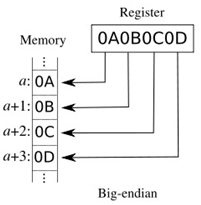 Register
Memory
0A0B0C0D
⋮
a: 0A
a+1: 0B
a+2: 0C
a+3: 0D
⋮
Big-endian